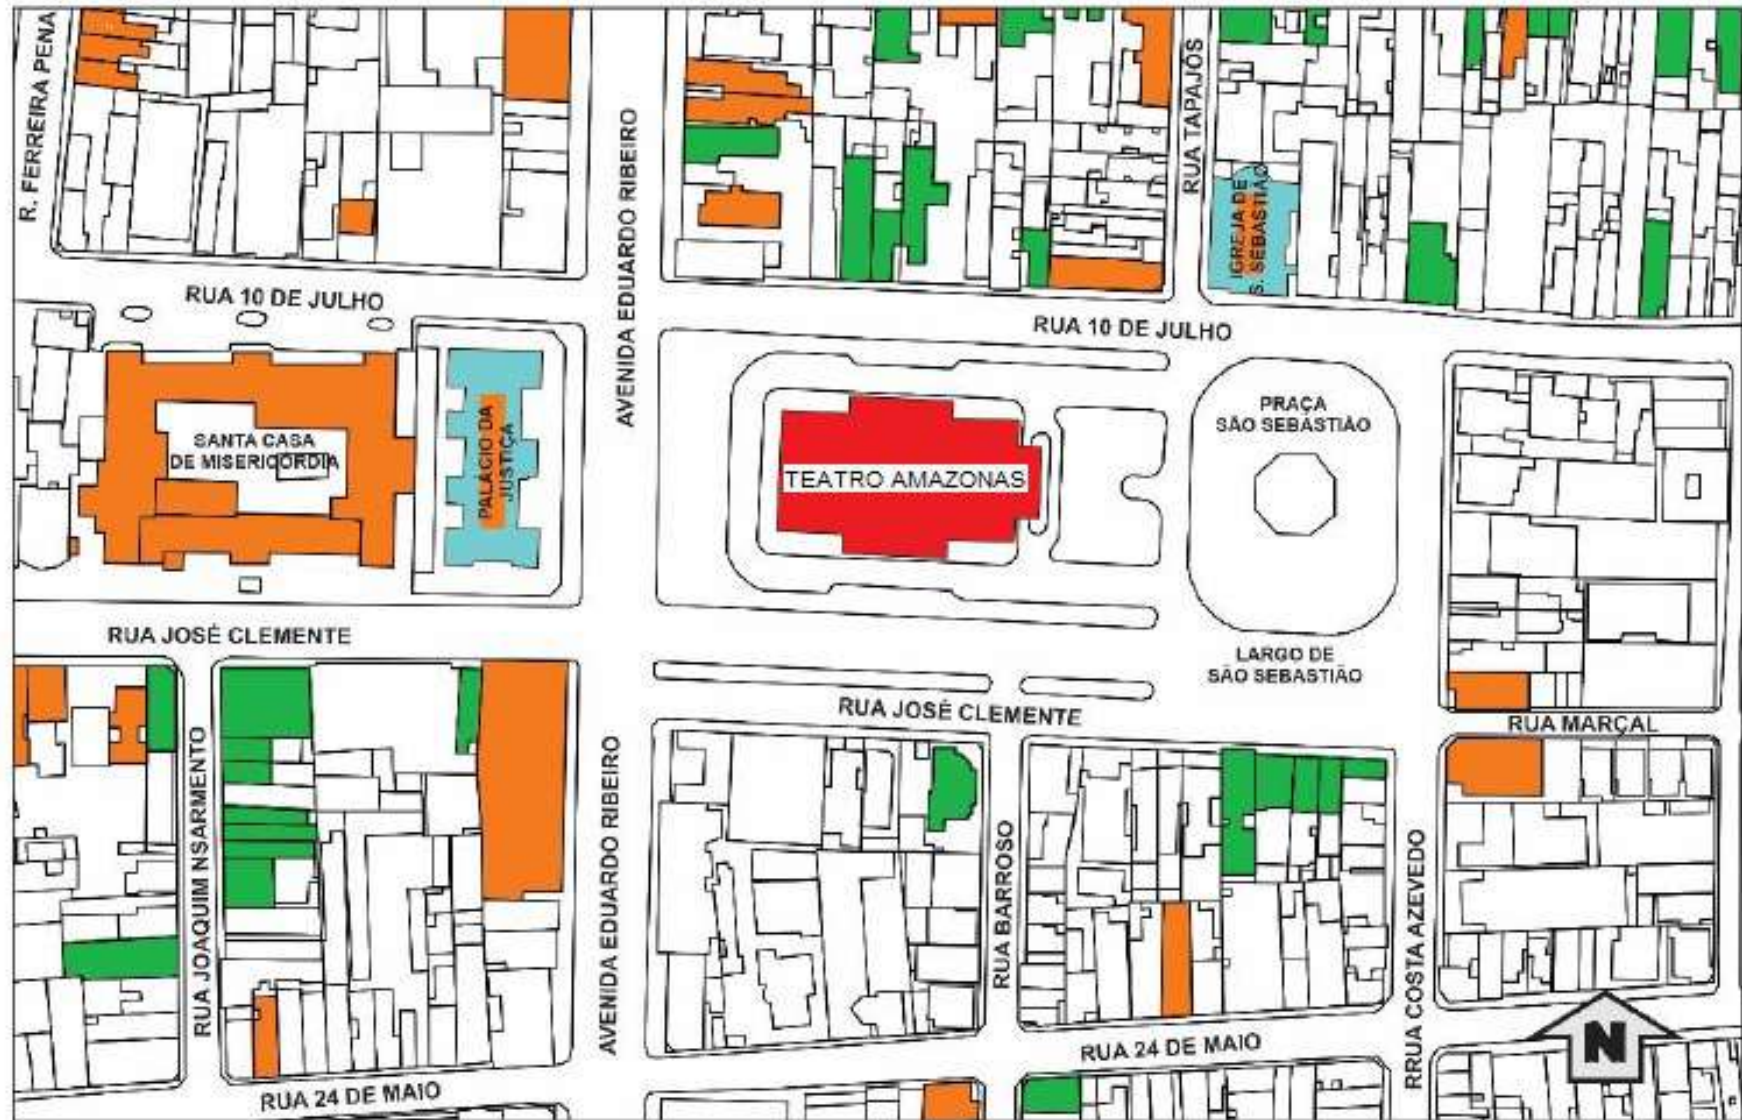 R. FERREIRA PENA
AVENIDA EDUARDO RIBEIRO
RUA TAPAJÓS
IGREJA DE
S. SEBASTIÃO
RUA 10 DE JULHO
RUA 10 DE JULHO
SANTA CASA
DE MISERICÓRDIA
PALÁCIO DA
JUSTIÇA
TEATRO AMAZONAS
PRAÇA
SÃO SEBASTIÃO
LARGO DE
SÃO SEBASTIÃO
RUA JOSÉ CLEMENTE
RUA JOSÉ CLEMENTE
RUA MARÇAL
RUA JOAQUIM NSARMENTO
AVENIDA EDUARDO RIBEIRO
RUA BARROSO
RRUA COSTA AZEVEDO
RUA 24 DE MAIO
RUA 24 DE MAIO
N